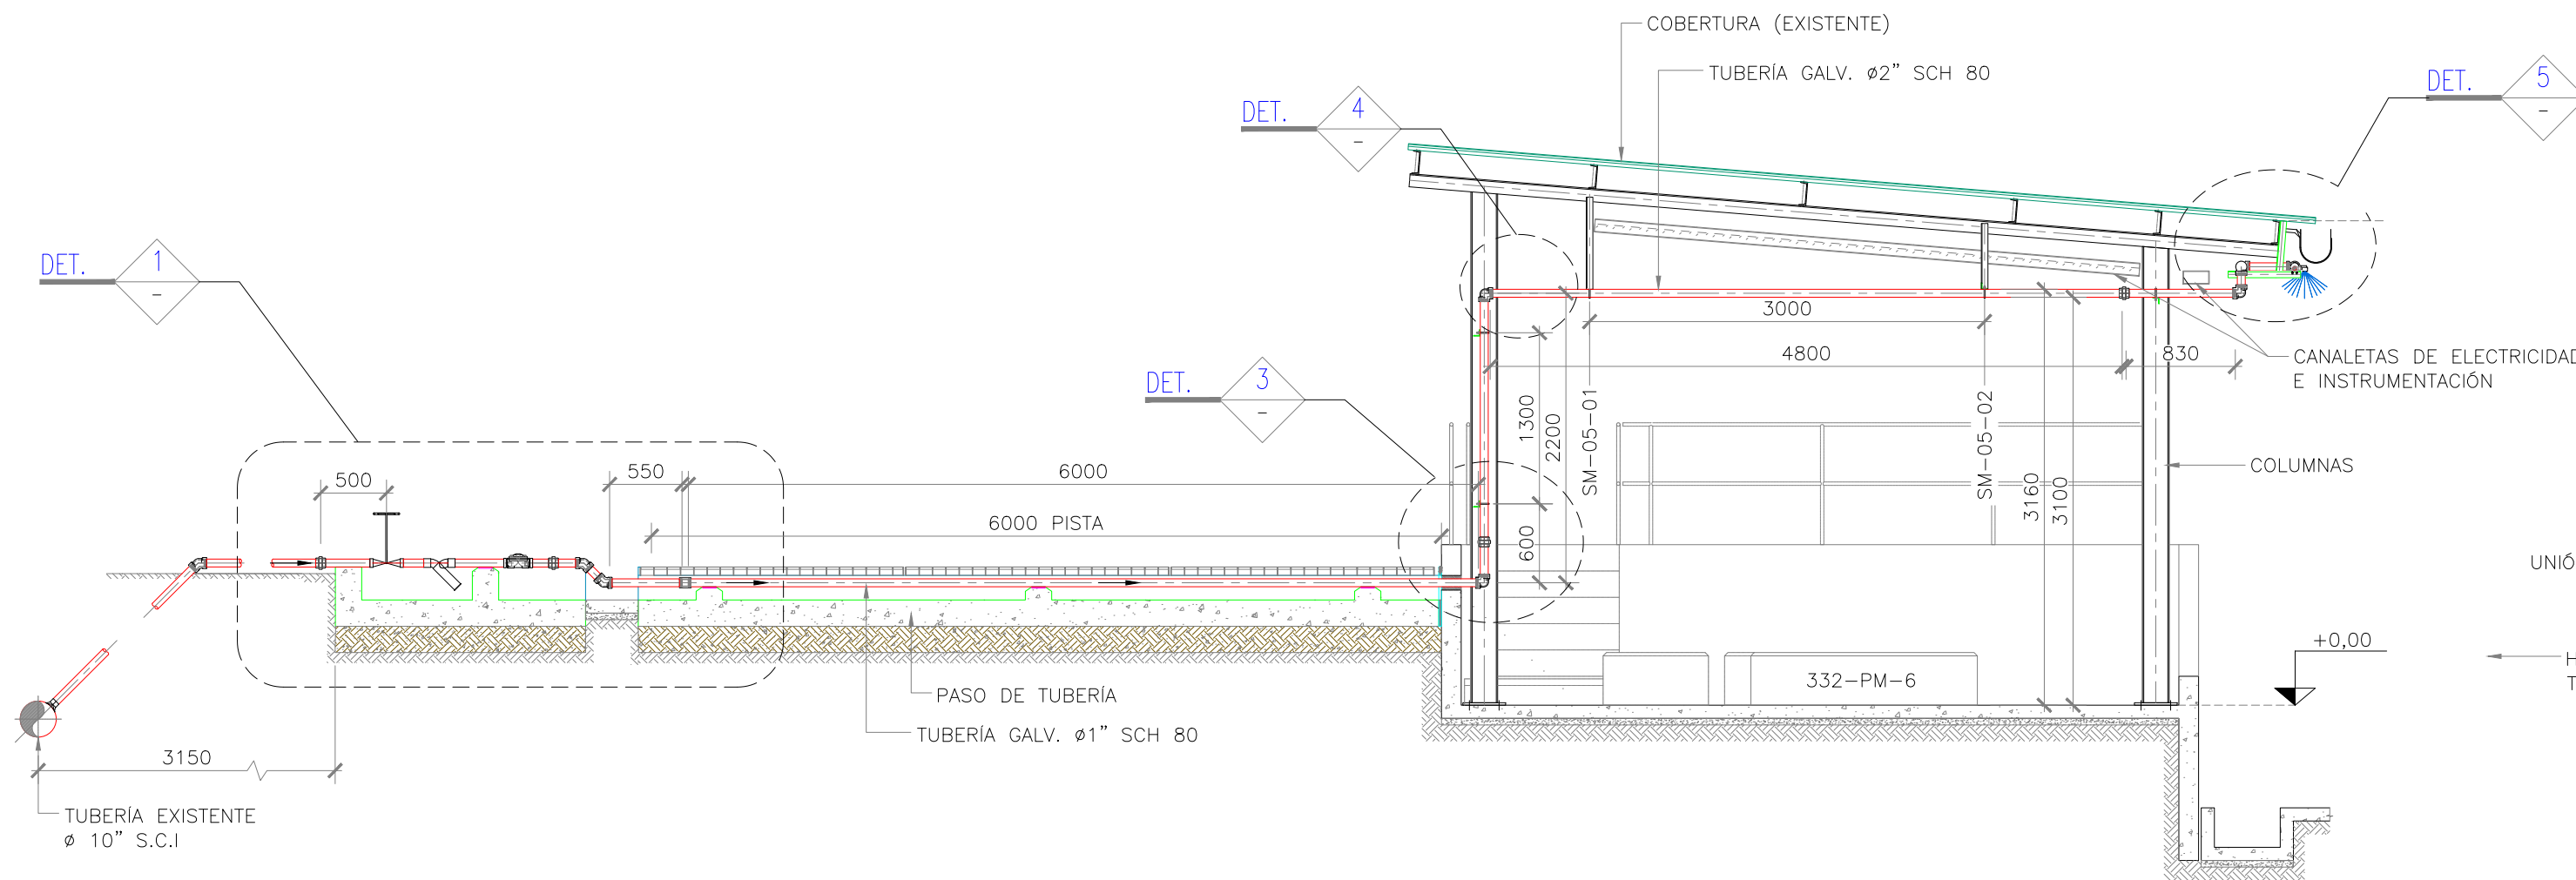 COBERTURA (EXISTENTE)
TUBERÍA GALV. ø2” SCH 80
DET. 5
-
DET. 4
-
DET. 1
-
DET. 3
-
3000
4800
830
CANALETAS DE ELECTRICIDAD
E INSTRUMENTACIÓN
1300
2200
600
SM-05-01
SM-05-02
3160
3100
COLUMNAS
500
550
6000
6000 PISTA
UNIÓ
+0,00
332-PM-6
PASO DE TUBERÍA
TUBERÍA GALV. ø1” SCH 80
3150
TUBERÍA EXISTENTE
ø 10” S.C.I